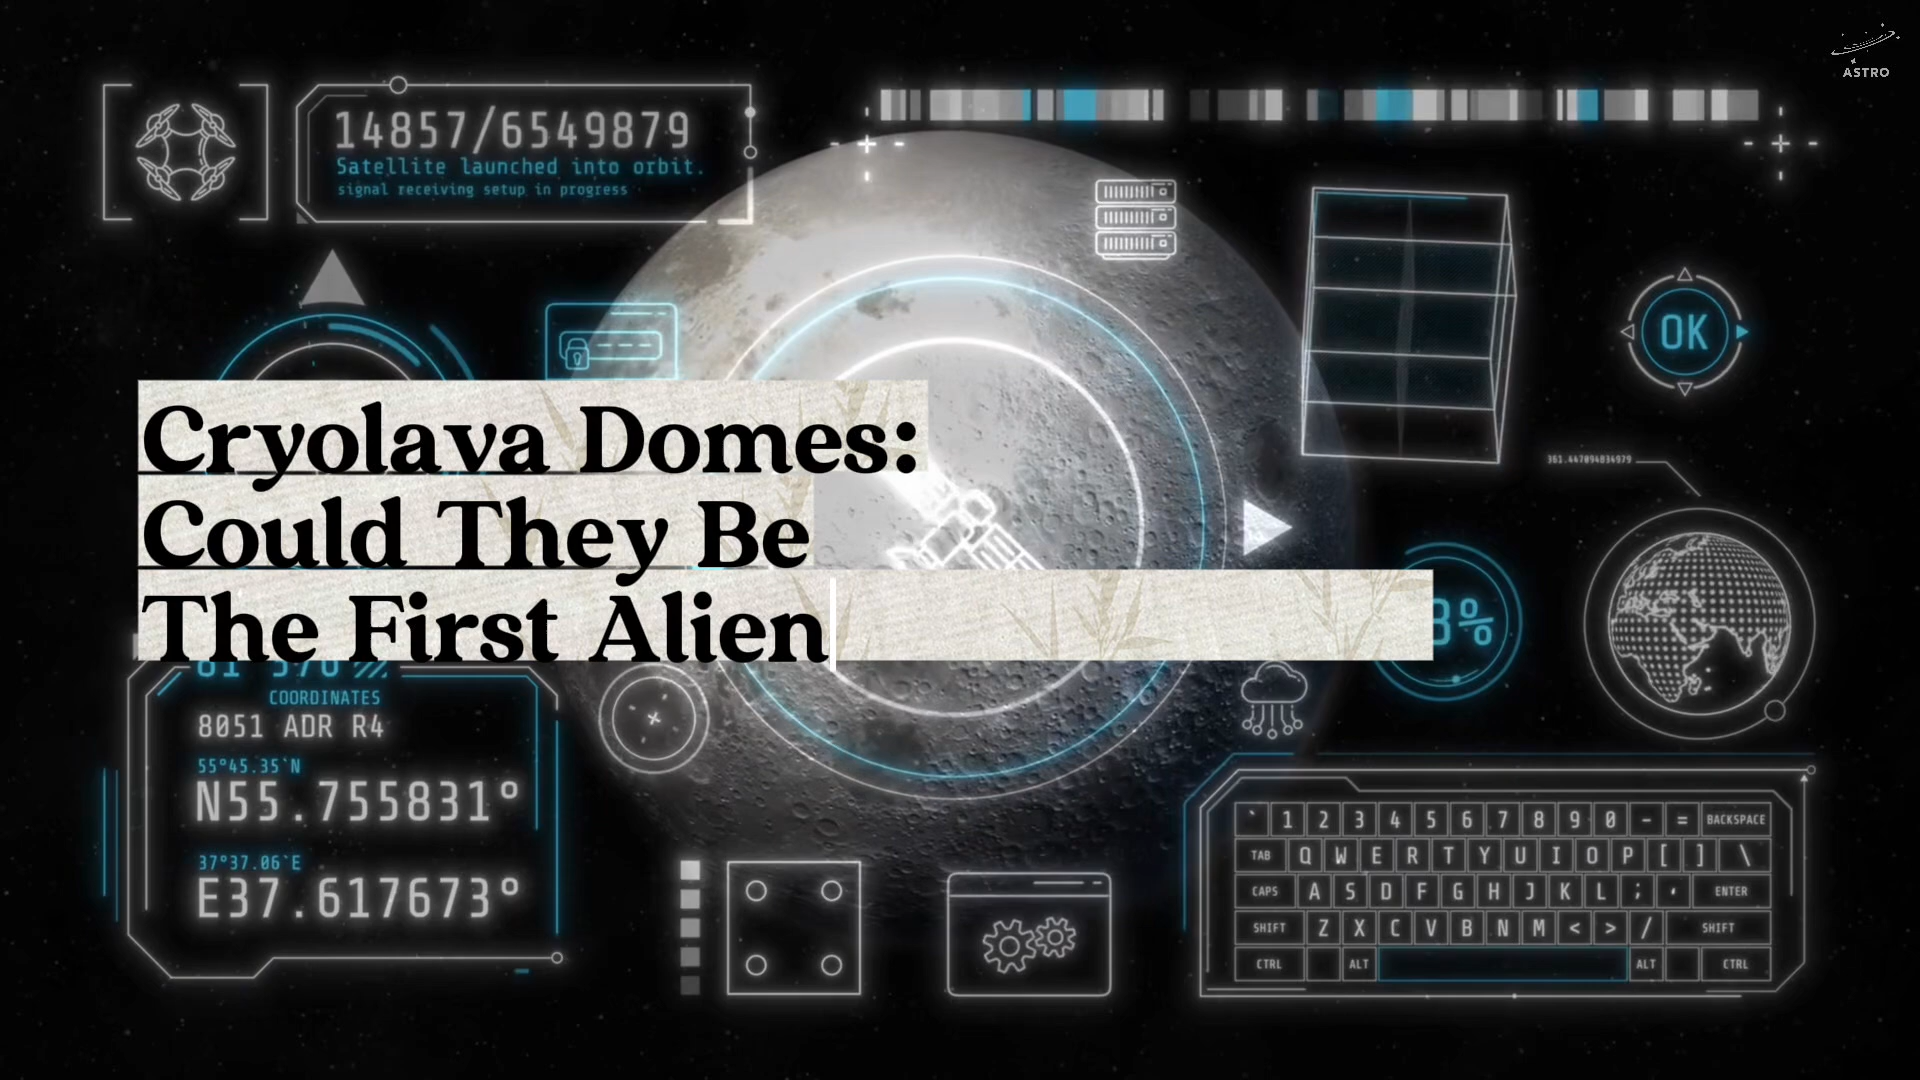 ASTRO
14857/6549879
Satellite launched into orbit.
signal receiving setup in progress
OK
361.447094834979
Cryolava Domes:
Could They Be
The First Alien
%
COORDINATES
8051 ADR R4
55°45.35`N
N55.755831°
37°37.06`E
E37.617673°
` 1 2 3 4 5 6 7 8 9 0 - = BACKSPACE
TAB Q W E R T Y U I O P [ ] \
CAPS A S D F G H J K L ; ' ENTER
SHIFT Z X C V B N M < > / SHIFT
CTRL ALT ALT CTRL